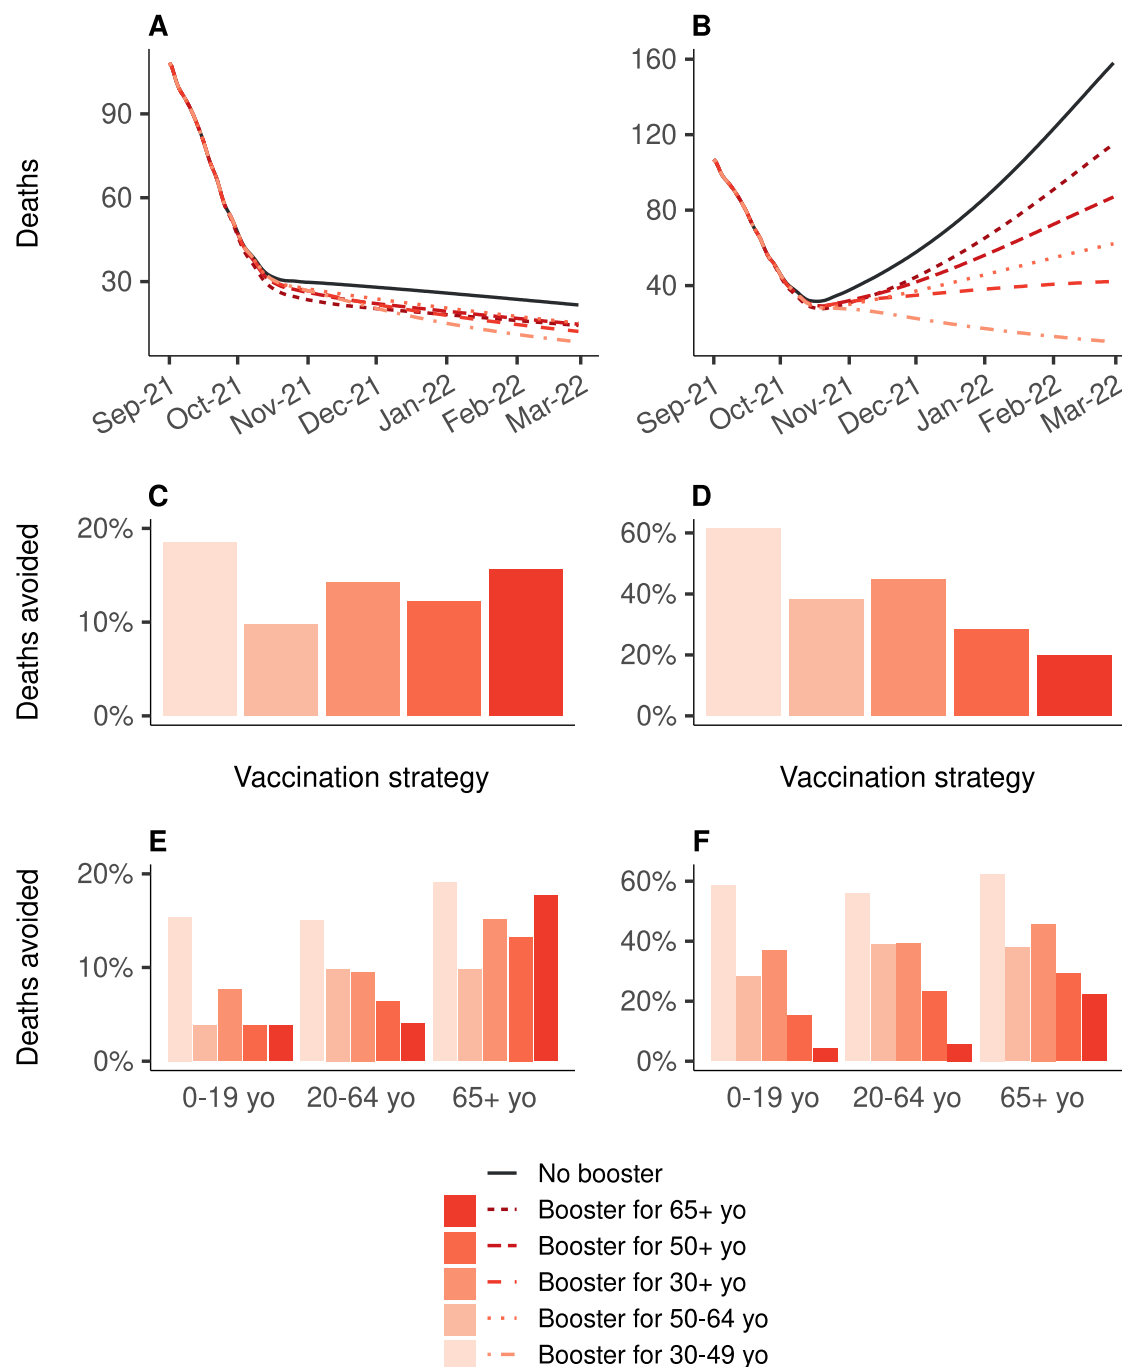 A
B
Deaths
90
60
30
160
120
80
40
Sep-21
Oct-21
Nov-21
Dec-21
Jan-22
Feb-22
Mar-22
Sep-21
Oct-21
Nov-21
Dec-21
Jan-22
Feb-22
Mar-22
C
D
Deaths avoided
20%
10%
0%
60%
40%
20%
0%
Vaccination strategy
Vaccination strategy
E
F
Deaths avoided
20%
10%
0%
60%
40%
20%
0%
0-19 yo
20-64 yo
65+ yo
0-19 yo
20-64 yo
65+ yo
No booster
Booster for 65+ yo
Booster for 50+ yo
Booster for 30+ yo
Booster for 50-64 yo
Booster for 30-49 yo